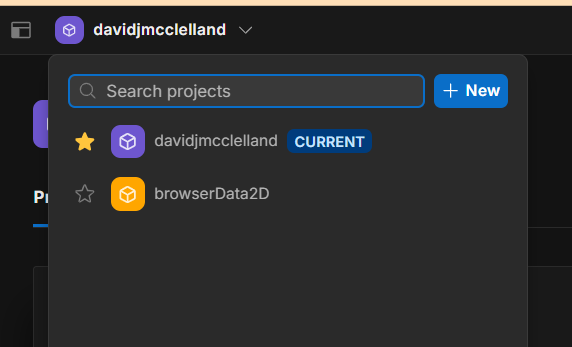 davidjmcclelland
Search projects
New
davidjmcclelland CURRENT
browserData2D